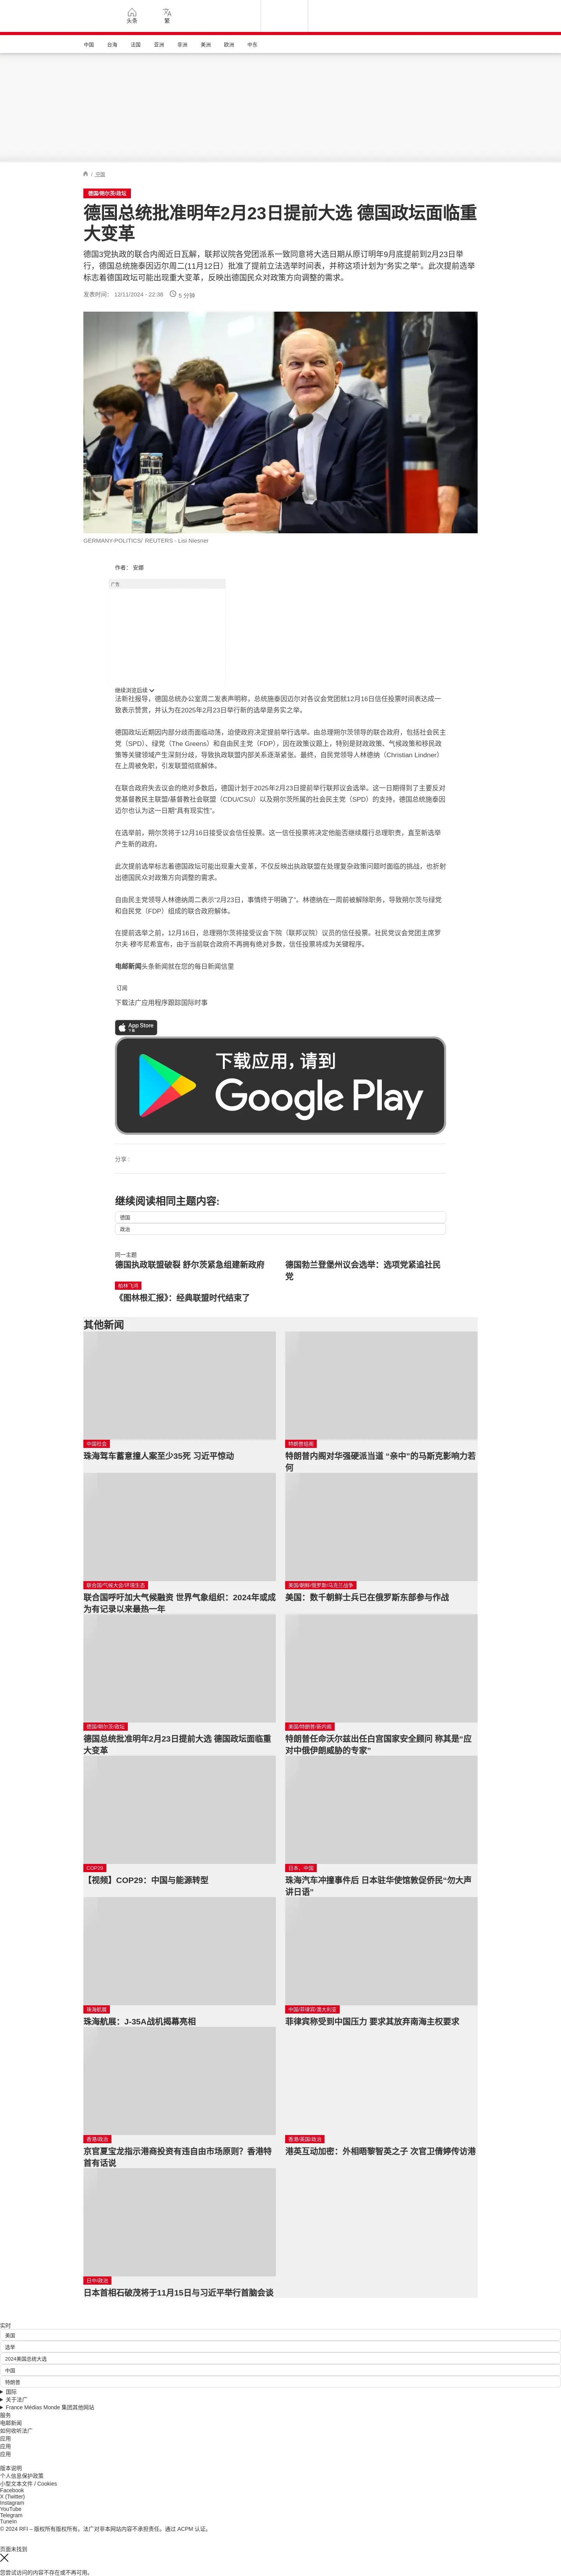 头条
繁
中国
台海
法国
亚洲
非洲
美洲
欧洲
中东
/ 中国
德国/朔尔茨/政坛
德国总统批准明年2月23日提前大选 德国政坛面临重
大变革
德国3党执政的联合内阁近日瓦解，联邦议院各党团派系一致同意将大选日期从原订明年9月底提前到2月23日举
行，德国总统施泰因迈尔周二(11月12日）批准了提前立法选举时间表，并称这项计划为"务实之举"。此次提前选举
标志着德国政坛可能出现重大变革，反映出德国民众对政策方向调整的需求。
发表时间： 12/11/2024 - 22:38
5 分钟
GERMANY-POLITICS/ REUTERS - Lisi Niesner
作者： 安娜
广告
继续浏览后续
法新社报导，德国总统办公室周二发表声明称，总统施泰因迈尔对各议会党团就12月16日信任投票时间表达成一
致表示赞赏，并认为在2025年2月23日举行新的选举是务实之举。
德国政坛近期因内部分歧而面临动荡，迫使政府决定提前举行选举。由总理朔尔茨领导的联合政府，包括社会民主
党（SPD）、绿党（The Greens）和自由民主党（FDP），因在政策议题上，特别是财政政策、气候政策和移民政
策等关键领域产生深刻分歧，导致执政联盟内部关系逐渐紧张。最终，自民党领导人林德纳（Christian Lindner）
在上周被免职，引发联盟彻底解体。
在联合政府失去议会的绝对多数后，德国计划于2025年2月23日提前举行联邦议会选举。这一日期得到了主要反对
党基督教民主联盟/基督教社会联盟（CDU/CSU）以及朔尔茨所属的社会民主党（SPD）的支持，德国总统施泰因
迈尔也认为这一日期"具有现实性"。
在选举前，朔尔茨将于12月16日接受议会信任投票。这一信任投票将决定他能否继续履行总理职责，直至新选举
产生新的政府。
此次提前选举标志着德国政坛可能出现重大变革，不仅反映出执政联盟在处理复杂政策问题时面临的挑战，也折射
出德国民众对政策方向调整的需求。
自由民主党领导人林德纳周二表示“2月23日，事情终于明确了”。林德纳在一周前被解除职务，导致朔尔茨与绿党
和自民党（FDP）组成的联合政府解体。
在提前选举之前，12月16日，总理朔尔茨将接受议会下院（联邦议院）议员的信任投票。社民党议会党团主席罗
尔夫·穆岑尼希宣布，由于当前联合政府不再拥有绝对多数，信任投票将成为关键程序。
电邮新闻头条新闻就在您的每日新闻信里
订阅
下载法广应用程序跟踪国际时事
App Store
下载
下载应用，请到
Google Play
分享 :
继续阅读相同主题内容:
德国
政治
同一主题
德国执政联盟破裂 舒尔茨紧急组建新政府
德国勃兰登堡州议会选举：选项党紧追社民
党
柏林飞鸿
《图林根汇报》：经典联盟时代结束了
其他新闻
中国社会
珠海驾车蓄意撞人案至少35死 习近平惊动
特朗普组阁
特朗普内阁对华强硬派当道 “亲中”的马斯克影响力若
何
联合国/气候大会/环境生态
联合国呼吁加大气候融资 世界气象组织：2024年或成
为有记录以来最热一年
美国/朝鲜/俄罗斯/乌克兰战争
美国：数千朝鲜士兵已在俄罗斯东部参与作战
德国/朔尔茨/政坛
德国总统批准明年2月23日提前大选 德国政坛面临重
大变革
美国/特朗普/新内阁
特朗普任命沃尔兹出任白宫国家安全顾问 称其是“应
对中俄伊朗威胁的专家”
COP29
【视频】COP29：中国与能源转型
日本、中国
珠海汽车冲撞事件后 日本驻华使馆敦促侨民“勿大声
讲日语”
珠海航展
珠海航展：J-35A战机揭幕亮相
中国/菲律宾/澳大利亚
菲律宾称受到中国压力 要求其放弃南海主权要求
香港/政治
京官夏宝龙指示港商投资有违自由市场原则？香港特
首有话说
香港/英国/政治
港英互动加密：外相晤黎智英之子 次官卫倩婷传访港
日中/政治
日本首相石破茂将于11月15日与习近平举行首脑会谈
实时
美国
选举
2024美国总统大选
中国
特朗普
国际
关于法广
France Médias Monde 集团其他网站
服务
电邮新闻
如何收听法广
应用
应用
应用
版本说明
个人信息保护政策
小型文本文件 / Cookies
Facebook
X (Twitter)
Instagram
YouTube
Telegram
TuneIn
© 2024 RFI – 版权所有版权所有。法广对非本网站内容不承担责任。通过 ACPM 认证。
页面未找到
您尝试访问的内容不存在或不再可用。